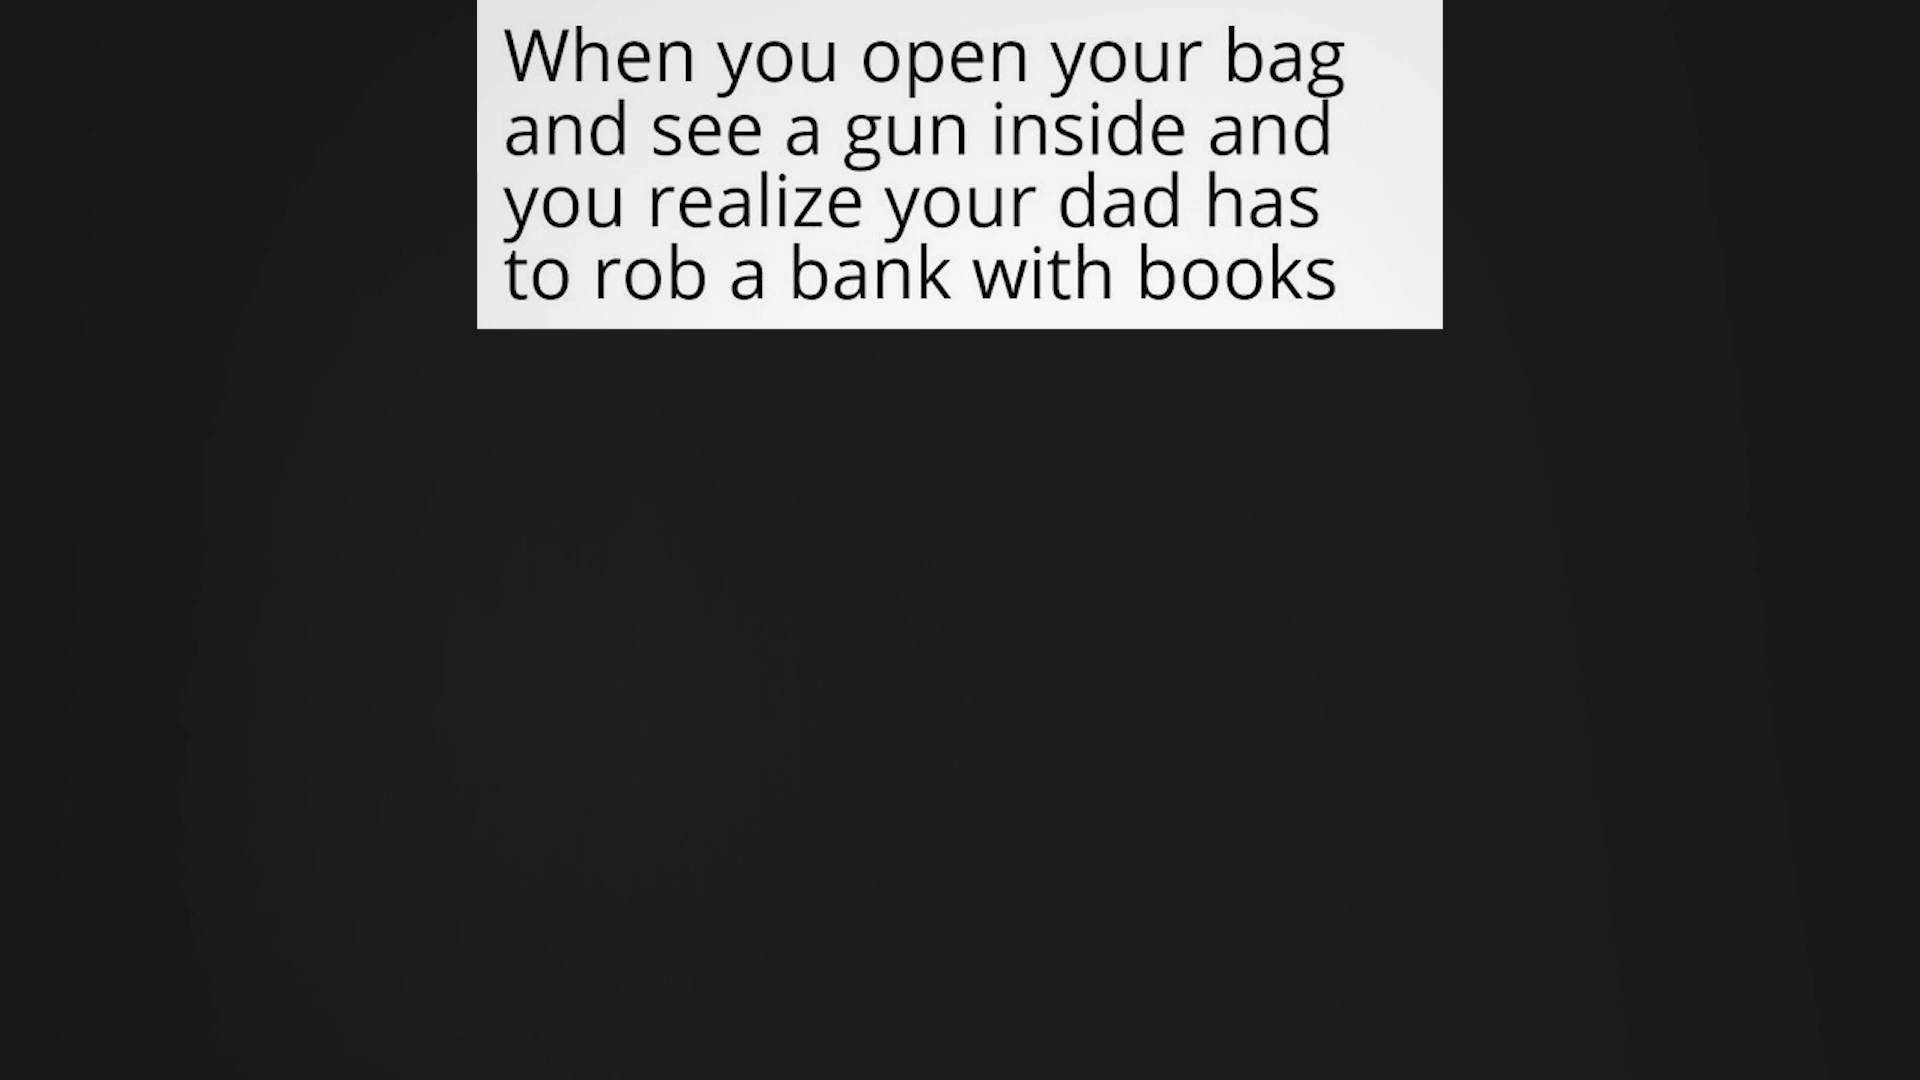 When you open your bag
and see a gun inside and
you realize your dad has
to rob a bank with books